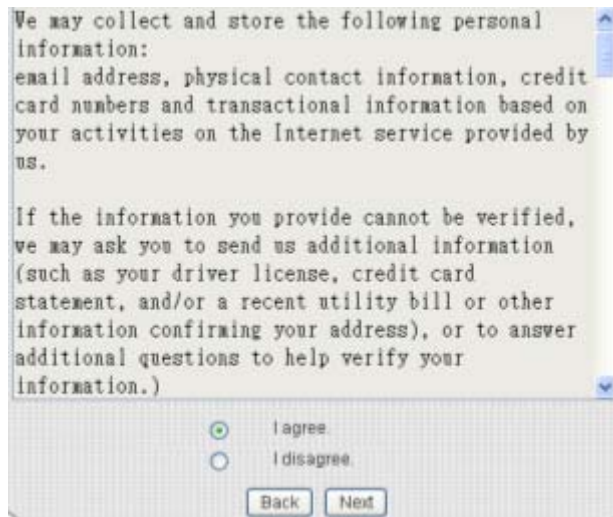 We may collect and store the following personal
information:
email address, physical contact information, credit
card numbers and transactional information based on
your activities on the Internet service provided by
us.
If the information you provide cannot be verified,
we may ask you to send us additional information
(such as your driver license, credit card
statement, and/or a recent utility bill or other
information confirming your address), or to answer
additional questions to help verify your
information.)
I agree.
I disagree.
Back Next